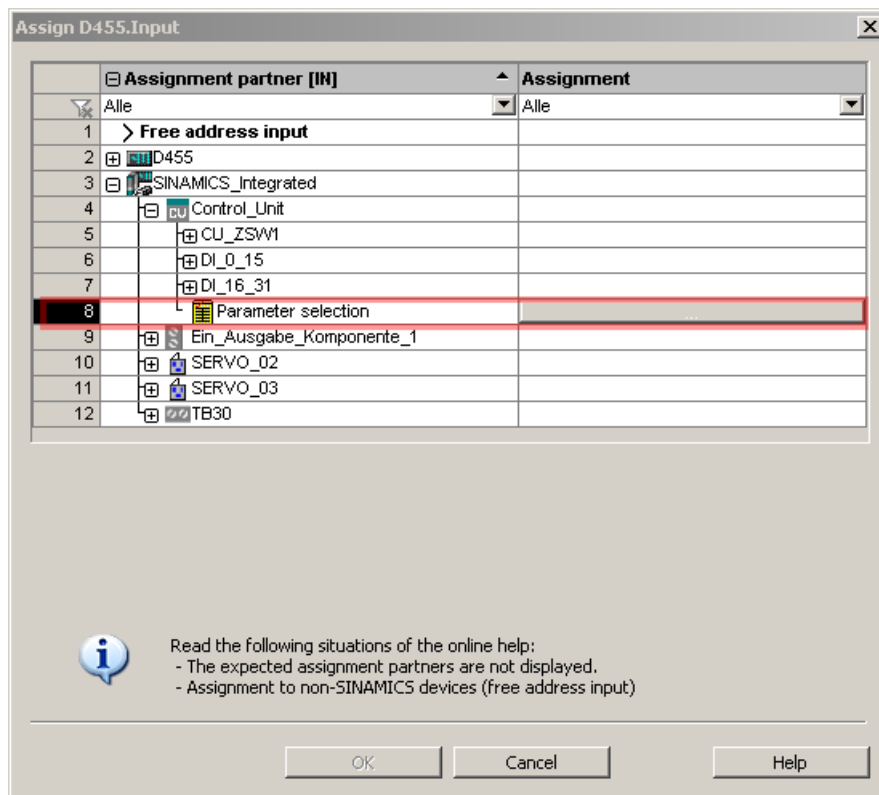 Assign D455.Input
Assignment partner [IN] Assignment
Alle Alle
1 Free address input
2 D455
3 SINAMICS_Integrated
4 CU Control_Unit
5 CU_ZSW1
6 DI_0_15
7 DI_16_31
8 Parameter selection ...
9 Ein_Ausgabe_Komponente_1
10 SERVO_02
11 SERVO_03
12 TB30
Read the following situations of the online help:
- The expected assignment partners are not displayed.
- Assignment to non-SINAMICS devices (free address input)
OK Cancel Help